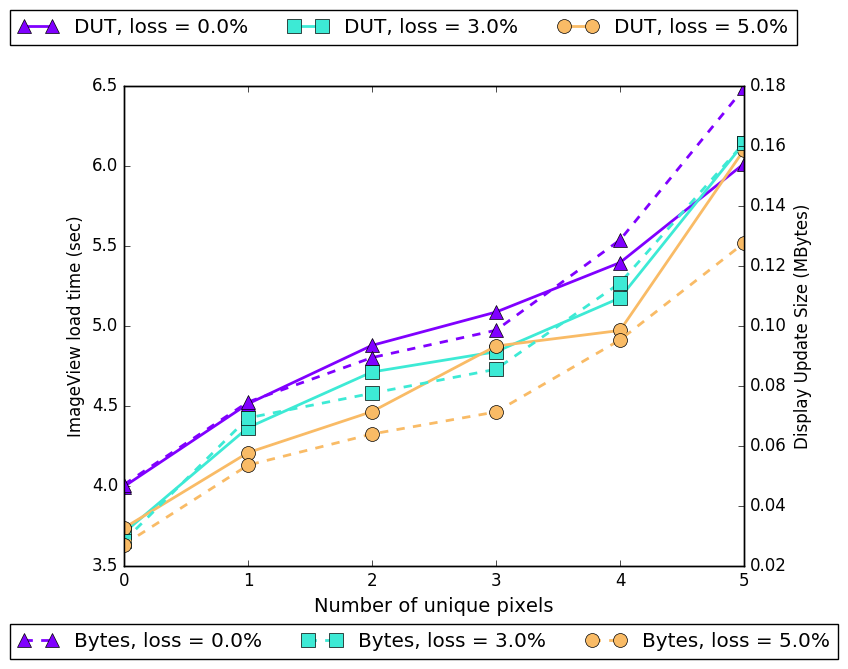 DUT, loss = 0.0% DUT, loss = 3.0% DUT, loss = 5.0%
6.5
6.0
5.5
5.0
4.5
4.0
3.5
ImageView load time (sec)
0.18
0.16
0.14
0.12
0.10
0.08
0.06
0.04
0.02
Display Update Size (MBytes)
0 1 2 3 4 5
Number of unique pixels
Bytes, loss = 0.0% Bytes, loss = 3.0% Bytes, loss = 5.0%